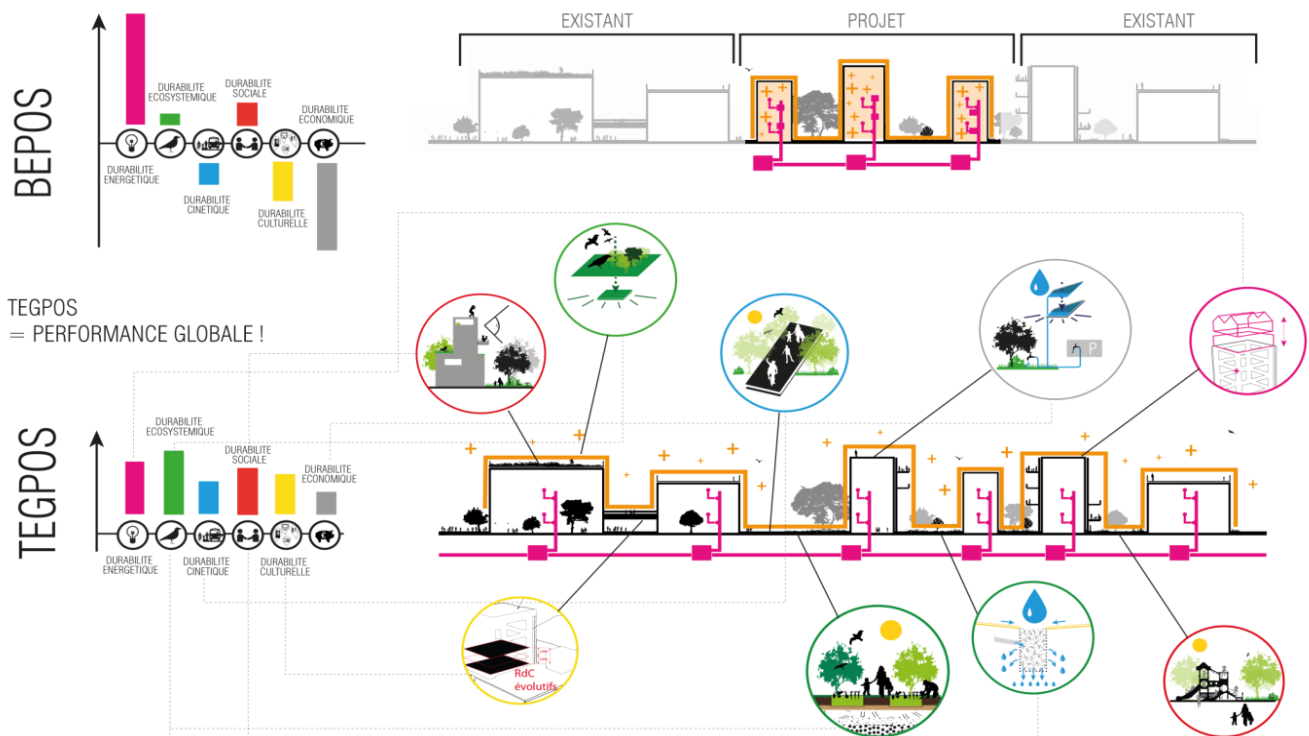 BEPOS
DURABILITE
ENERGETIQUE
DURABILITE
ECOSYSTEMIQUE
DURABILITE
CINETIQUE
DURABILITE
SOCIALE
DURABILITE
CULTURELLE
DURABILITE
ECONOMIQUE
EXISTANT
PROJET
EXISTANT
TEGPOS
= PERFORMANCE GLOBALE !
P
TEGPOS
DURABILITE
ENERGETIQUE
DURABILITE
ECOSYSTEMIQUE
DURABILITE
CINETIQUE
DURABILITE
SOCIALE
DURABILITE
CULTURELLE
DURABILITE
ECONOMIQUE
RdC
évolutifs